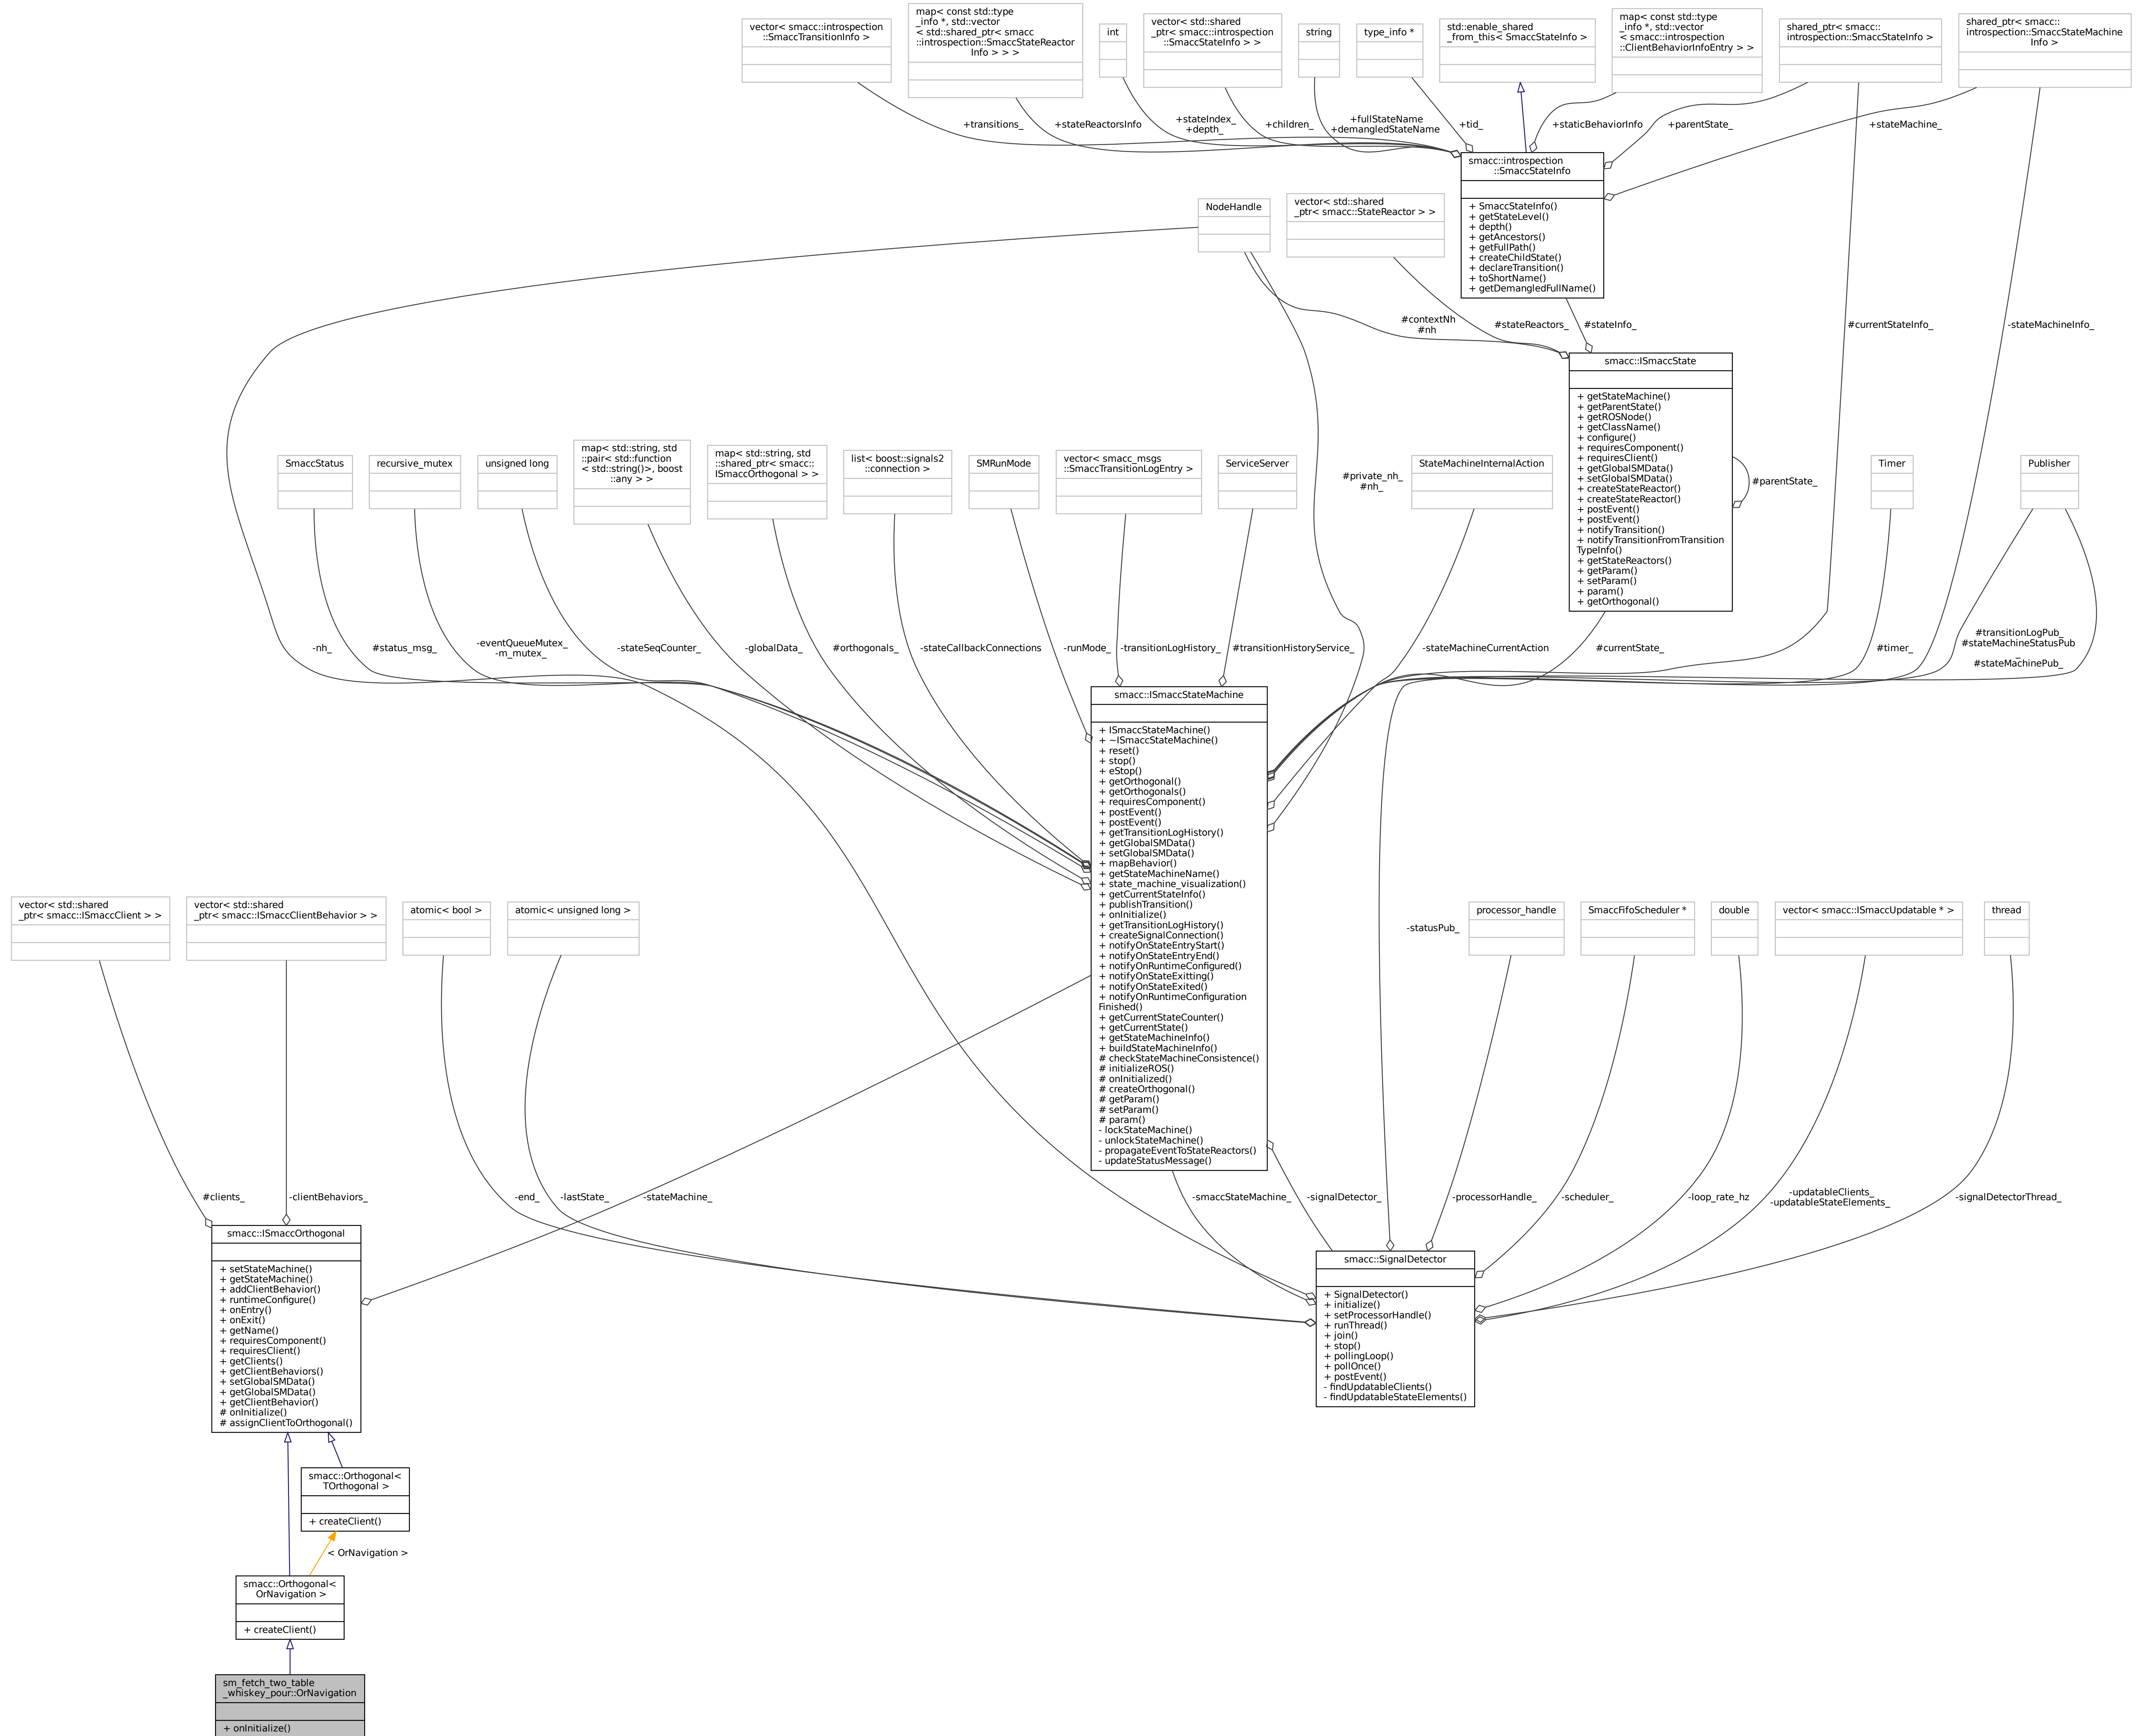 vector< smacc::introspection
::SmaccTransitionInfo >
map< const std::type
_info *, std::vector
< std::shared_ptr< smacc
::introspection::SmaccStateReactor
Info > > >
int
vector< std::shared
_ptr< smacc::introspection
::SmaccStateInfo > >
string
type_info *
std::enable_shared
_from_this< SmaccStateInfo >
map< const std::type
_info *, std::vector
< smacc::introspection
::ClientBehaviorInfoEntry > >
shared_ptr< smacc::
introspection::SmaccStateInfo >
shared_ptr< smacc::
introspection::SmaccStateMachine
Info >
+transitions_
+stateReactorsInfo
+stateIndex_
+depth_
+children_
+fullStateName
+demangledStateName
+tid_
+staticBehaviorInfo
+parentState_
+stateMachine_
smacc::introspection
::SmaccStateInfo
+ SmaccStateInfo()
+ getStateLevel()
+ depth()
+ getAncestors()
+ getFullPath()
+ createChildState()
+ declareTransition()
+ toShortName()
+ getDemangledFullName()
NodeHandle
vector< std::shared
_ptr< smacc::StateReactor > >
#contextNh
#nh
#stateReactors_
#stateInfo_
#currentStateInfo_
-stateMachineInfo_
smacc::ISmaccState
+ getStateMachine()
+ getParentState()
+ getROSNode()
+ getClassName()
+ configure()
+ requiresComponent()
+ requiresClient()
+ getGlobalSMData()
+ setGlobalSMData()
+ createStateReactor()
+ createStateReactor()
+ postEvent()
+ postEvent()
+ notifyTransition()
+ notifyTransitionFromTransition
TypeInfo()
+ getStateReactors()
+ getParam()
+ setParam()
+ param()
+ getOrthogonal()
#parentState_
SmaccStatus
recursive_mutex
unsigned long
map< std::string, std
::pair< std::function
< std::string()>, boost
::any > >
map< std::string, std
::shared_ptr< smacc::
ISmaccOrthogonal > >
list< boost::signals2
::connection >
SMRunMode
vector< smacc_msgs
::SmaccTransitionLogEntry >
ServiceServer
#private_nh_
#nh_
StateMachineInternalAction
Timer
Publisher
-nh_
#status_msg_
-eventQueueMutex_
-m_mutex_
-stateSeqCounter_
-globalData_
#orthogonals_
-stateCallbackConnections
-runMode_
-transitionLogHistory_
#transitionHistoryService_
-stateMachineCurrentAction
#currentState_
#timer_
#transitionLogPub_
#stateMachineStatusPub
_
#stateMachinePub_
smacc::ISmaccStateMachine
+ ISmaccStateMachine()
+ ~ISmaccStateMachine()
+ reset()
+ stop()
+ eStop()
+ getOrthogonal()
+ getOrthogonals()
+ requiresComponent()
+ postEvent()
+ postEvent()
+ getTransitionLogHistory()
+ getGlobalSMData()
+ setGlobalSMData()
+ mapBehavior()
+ getStateMachineName()
+ state_machine_visualization()
+ getCurrentStateInfo()
+ publishTransition()
+ onInitialize()
+ getTransitionLogHistory()
+ createSignalConnection()
+ notifyOnStateEntryStart()
+ notifyOnStateEntryEnd()
+ notifyOnRuntimeConfigured()
+ notifyOnStateExitting()
+ notifyOnStateExited()
+ notifyOnRuntimeConfiguration
Finished()
+ getCurrentStateCounter()
+ getCurrentState()
+ getStateMachineInfo()
+ buildStateMachineInfo()
# checkStateMachineConsistence()
# initializeROS()
# onInitialized()
# createOrthogonal()
# getParam()
# setParam()
# param()
- lockStateMachine()
- unlockStateMachine()
- propagateEventToStateReactors()
- updateStatusMessage()
vector< std::shared
_ptr< smacc::ISmaccClient > >
vector< std::shared
_ptr< smacc::ISmaccClientBehavior > >
atomic< bool >
atomic< unsigned long >
-statusPub_
processor_handle
SmaccFifoScheduler *
double
vector< smacc::ISmaccUpdatable * >
thread
#clients_
-clientBehaviors_
-end_
-lastState_
-stateMachine_
-smaccStateMachine_
-signalDetector_
-processorHandle_
-scheduler_
-loop_rate_hz
-updatableClients_
-updatableStateElements_
-signalDetectorThread_
smacc::ISmaccOrthogonal
+ setStateMachine()
+ getStateMachine()
+ addClientBehavior()
+ runtimeConfigure()
+ onEntry()
+ onExit()
+ getName()
+ requiresComponent()
+ requiresClient()
+ getClients()
+ getClientBehaviors()
+ setGlobalSMData()
+ getGlobalSMData()
+ getClientBehavior()
# onInitialize()
# assignClientToOrthogonal()
smacc::SignalDetector
+ SignalDetector()
+ initialize()
+ setProcessorHandle()
+ runThread()
+ join()
+ stop()
+ pollingLoop()
+ pollOnce()
+ postEvent()
- findUpdatableClients()
- findUpdatableStateElements()
smacc::Orthogonal<
TOrthogonal >
+ createClient()
< OrNavigation >
smacc::Orthogonal<
OrNavigation >
+ createClient()
sm_fetch_two_table
_whiskey_pour::OrNavigation
+ onInitialize()